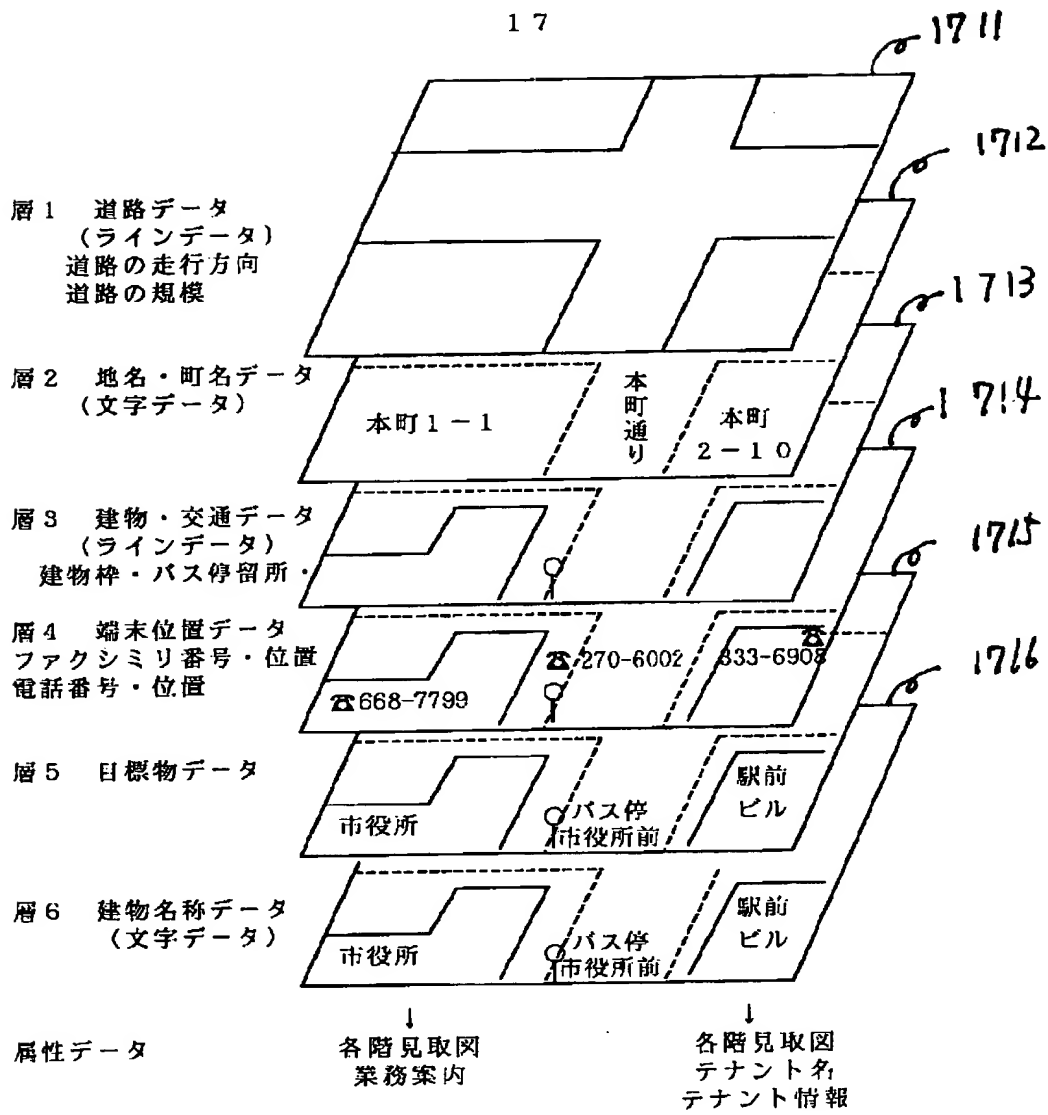 17
1711
1712
層1 道路データ
(ラインデータ)
道路の走行方向
道路の規模
1713
層2 地名・町名データ
(文字データ)
本町1-1
本町通り
本町
2-10
1714
層3 建物・交通データ
(ラインデータ)
建物枠・バス停留所・
1715
層4 端末位置データ
ファクシミリ番号・位置
電話番号・位置
☎668-7799
☎270-6002
☎
333-6908
1716
層5 目標物データ
市役所
バス停
市役所前
駅前
ビル
層6 建物名称データ
(文字データ)
市役所
バス停
市役所前
駅前
ビル
属性データ
↓
各階見取図
業務案内
↓
各階見取図
テナント名
テナント情報